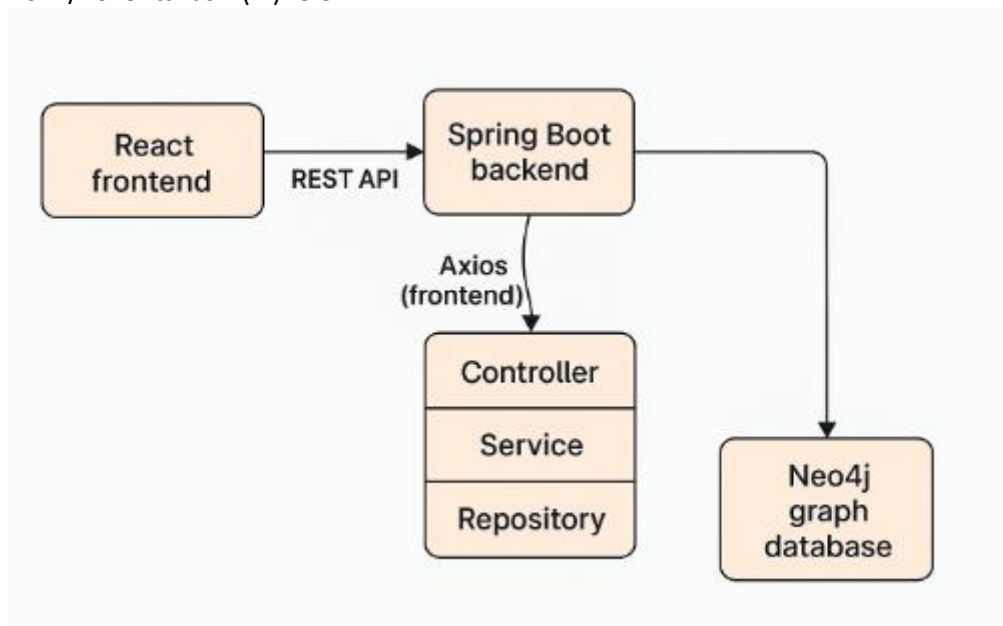 React
frontend
REST API
Spring Boot
backend
Axios
(frontend)
Controller
Service
Repository
Neo4j
graph
database